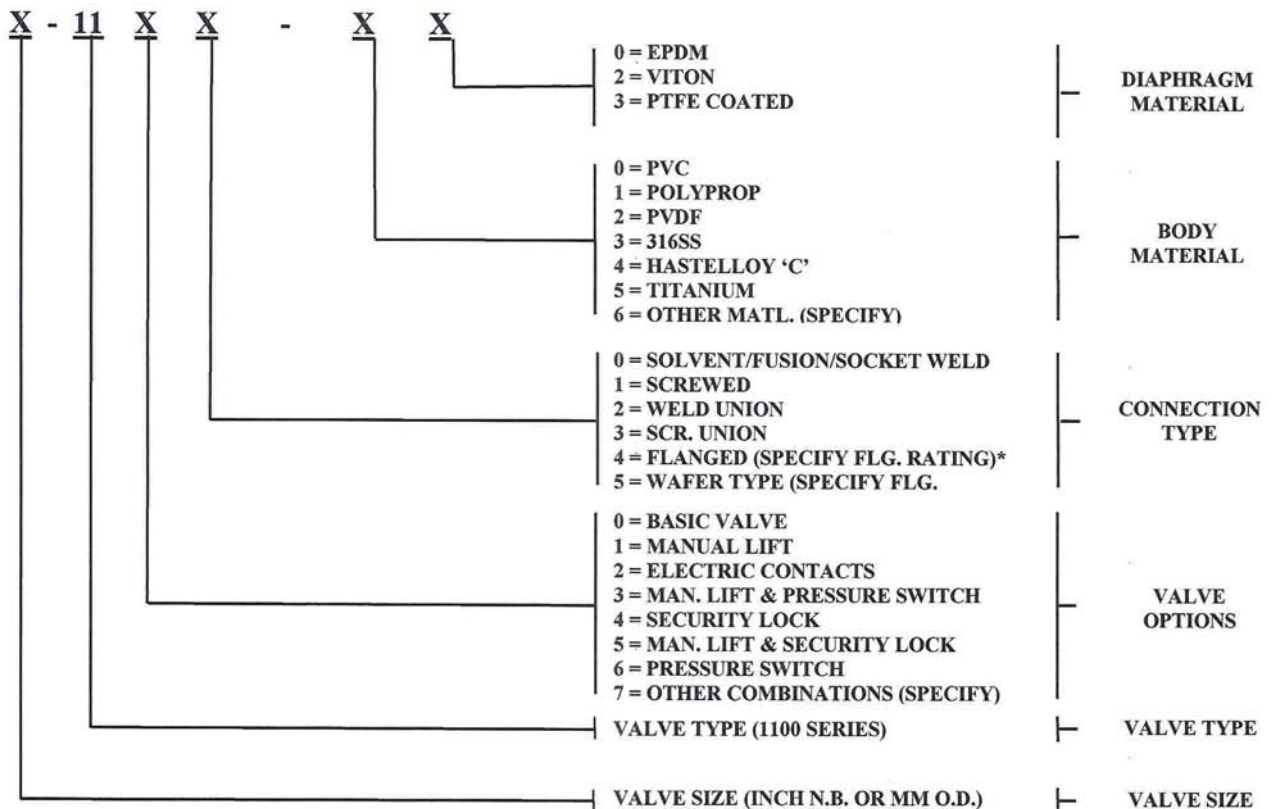 X - 11 X X - X X
0 = EPDM
2 = VITON
3 = PTFE COATED
DIAPHRAGM
MATERIAL
0 = PVC
1 = POLYPROP
2 = PVDF
3 = 316SS
4 = HASTELLOY ‘C’
5 = TITANIUM
6 = OTHER MATL. (SPECIFY)
BODY
MATERIAL
0 = SOLVENT/FUSION/SOCKET WELD
1 = SCREWED
2 = WELD UNION
3 = SCR. UNION
4 = FLANGED (SPECIFY FLG. RATING)*
5 = WAFER TYPE (SPECIFY FLG.
CONNECTION
TYPE
0 = BASIC VALVE
1 = MANUAL LIFT
2 = ELECTRIC CONTACTS
3 = MAN. LIFT & PRESSURE SWITCH
4 = SECURITY LOCK
5 = MAN. LIFT & SECURITY LOCK
6 = PRESSURE SWITCH
7 = OTHER COMBINATIONS (SPECIFY)
VALVE
OPTIONS
VALVE TYPE (1100 SERIES)
VALVE TYPE
VALVE SIZE (INCH N.B. OR MM O.D.)
VALVE SIZE